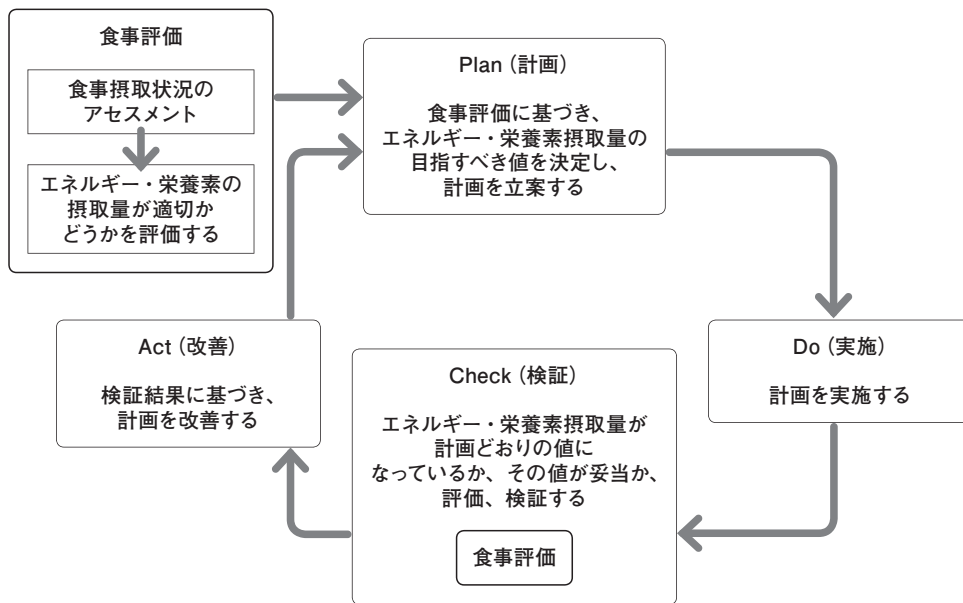 食事評価
食事摂取状況の
アセスメント
エネルギー・栄養素の
摂取量が適切か
どうかを評価する
Plan（計画）
食事評価に基づき、
エネルギー・栄養素摂取量の
目指すべき値を決定し、
計画を立案する
Do（実施）
計画を実施する
Check（検証）
エネルギー・栄養素摂取量が
計画どおりの値に
なっているか、その値が妥当か、
評価、検証する
食事評価
Act（改善）
検証結果に基づき、
計画を改善する